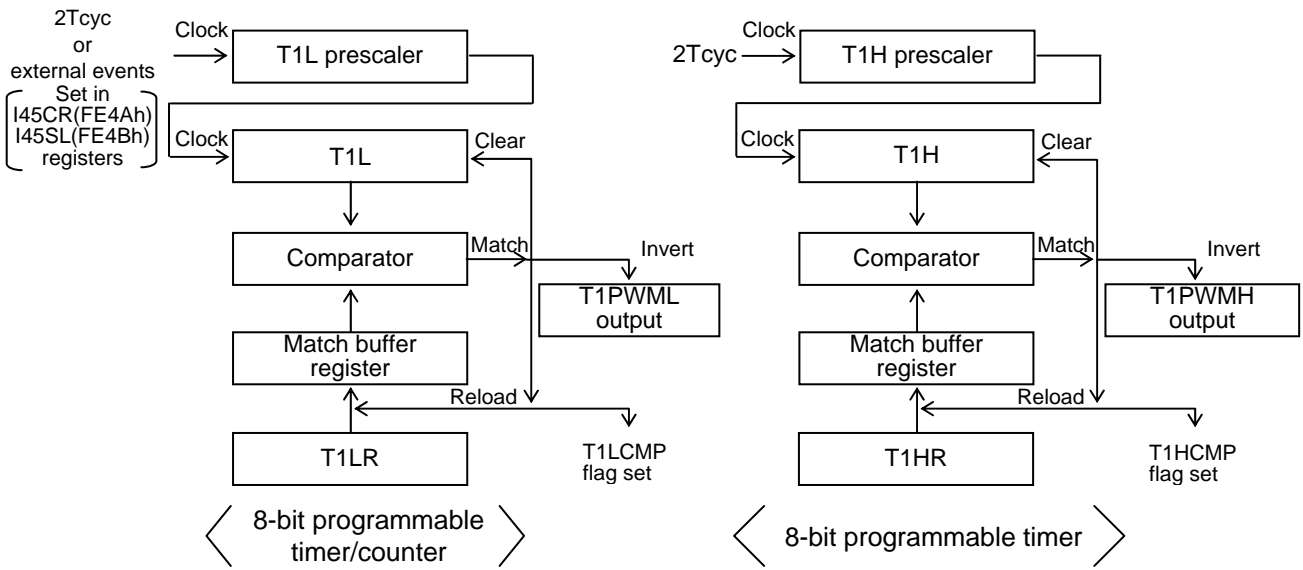 2Tcyc
or
external events
Set in
I45CR(FE4Ah)
I45SL(FE4Bh)
registers
Clock
T1L prescaler
Clock
T1L
Clear
Comparator
Match
Invert
T1PWML
output
Match buffer
register
Reload
T1LR
T1LCMP
flag set
8-bit programmable
timer/counter
2Tcyc
Clock
T1H prescaler
Clock
T1H
Clear
Comparator
Match
Invert
T1PWMH
output
Match buffer
register
Reload
T1HR
T1HCMP
flag set
8-bit programmable timer